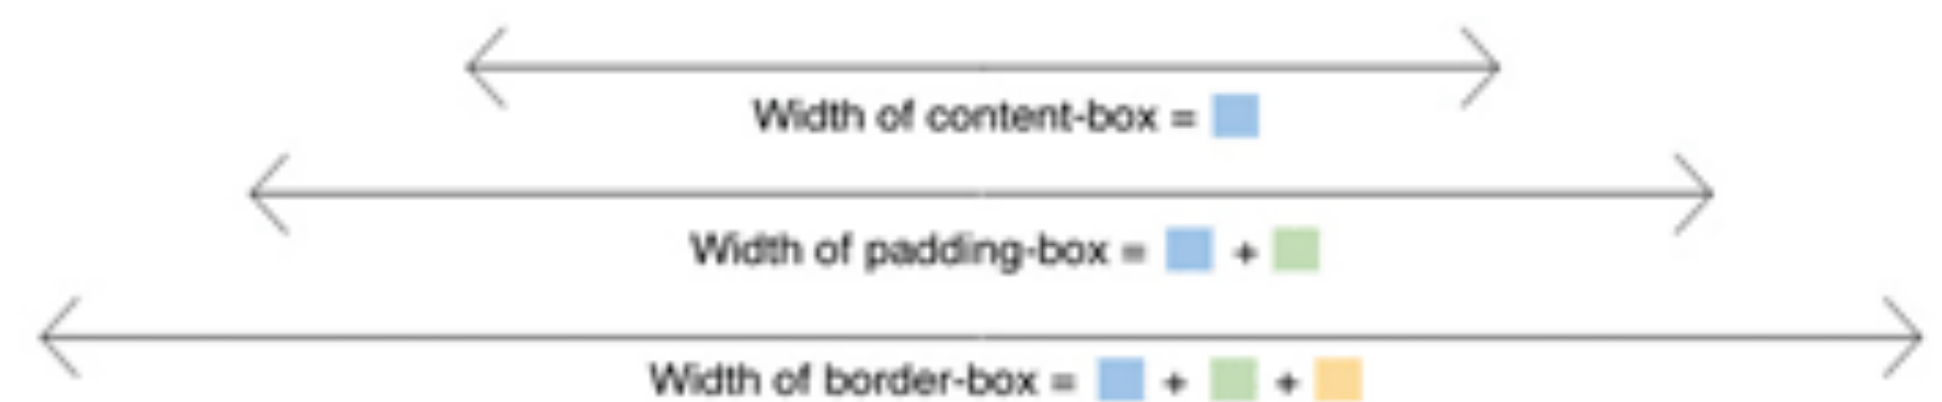 Width of content-box =
Width of padding-box = +
Width of border-box = + +